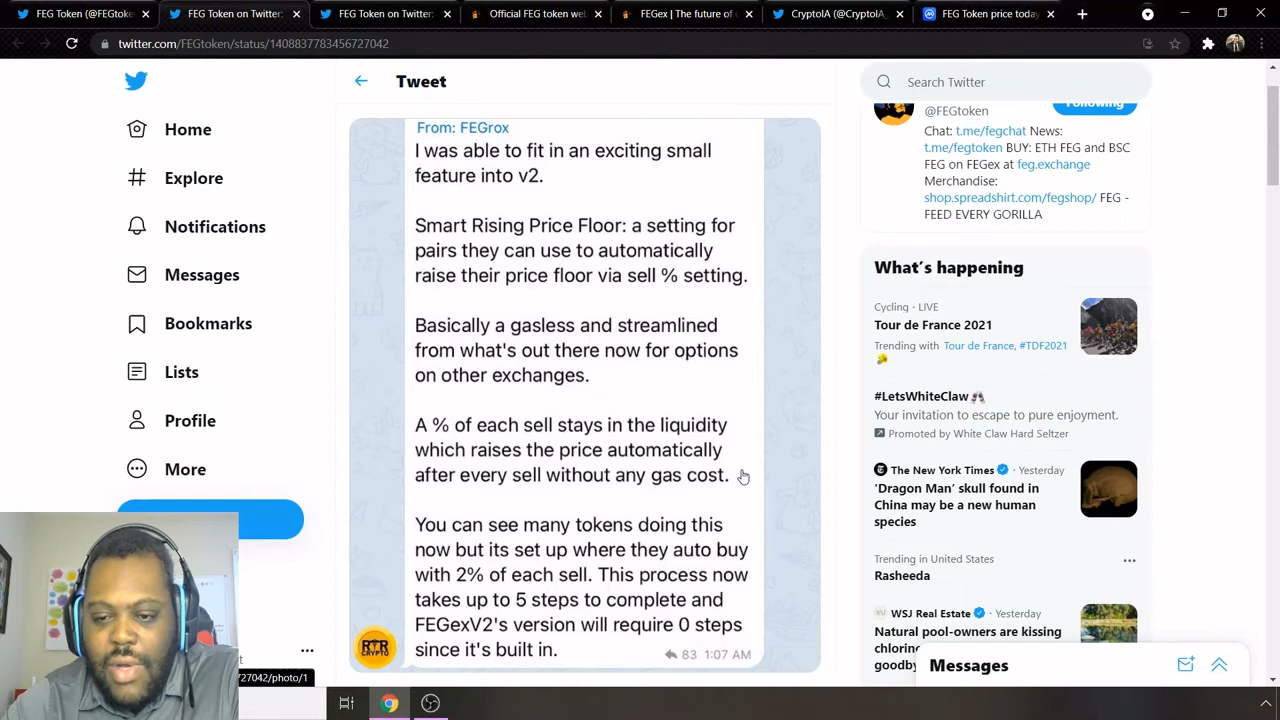 FEG Token (@FEGtoken
FEG Token on Twitter:
FEG Token on Twitter:
Official FEG token wel
FEGex | The future of c
CryptoIA (@CryptoIA_
FEG Token price today
twitter.com/FEGtoken/status/1408837783456727042
Home
Explore
Notifications
Messages
Bookmarks
Lists
Profile
More
27042/photo/1
Tweet
From: FEGrox
I was able to fit in an exciting small
feature into v2.
Smart Rising Price Floor: a setting for
pairs they can use to automatically
raise their price floor via sell % setting.
Basically a gasless and streamlined
from what's out there now for options
on other exchanges.
A % of each sell stays in the liquidity
which raises the price automatically
after every sell without any gas cost.
You can see many tokens doing this
now but its set up where they auto buy
with 2% of each sell. This process now
takes up to 5 steps to complete and
FEGexV2's version will require 0 steps
since it's built in.
83 1:07 AM
CRYPTO
Search Twitter
@FEGtoken
Following
Chat: t.me/fegchat News:
t.me/fegtoken BUY: ETH FEG and BSC
FEG on FEGex at feg.exchange
Merchandise:
shop.spreadshirt.com/fegshop/ FEG -
FEED EVERY GORILLA
What's happening
Cycling · LIVE
Tour de France 2021
Trending with Tour de France, #TDF2021
#LetsWhiteClaw
Your invitation to escape to pure enjoyment.
Promoted by White Claw Hard Seltzer
The New York Times · Yesterday
'Dragon Man' skull found in
China may be a new human
species
Trending in United States
Rasheeda
WSJ Real Estate · Yesterday
Natural pool-owners are kissing
Messages